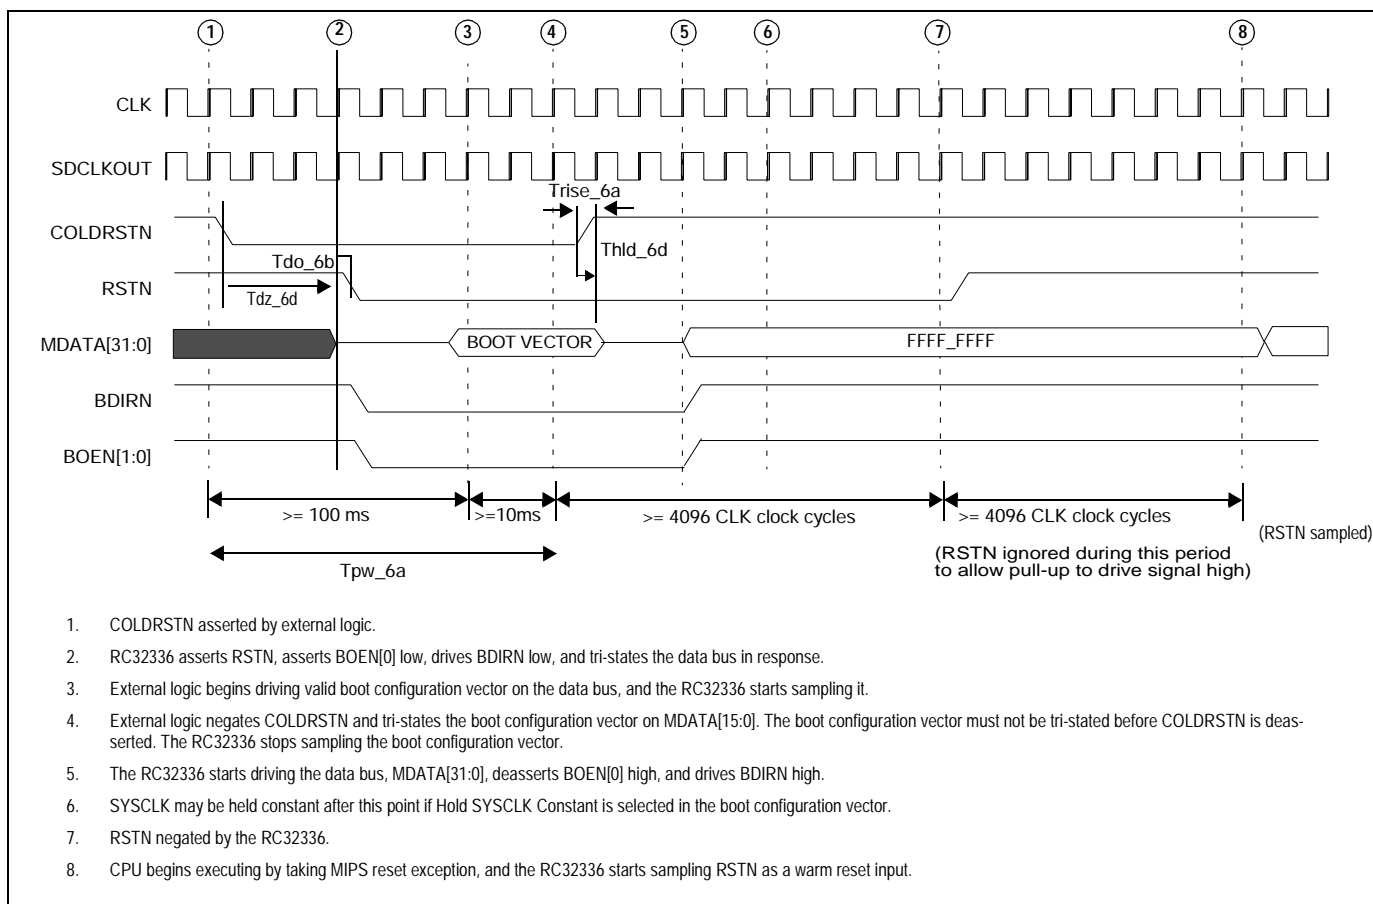 1 2 3 4 5 6 7 8
CLK
SDCLKOUT
Trise_6a
COLDRSTN
Thld_6d
Tdo_6b
RSTN
Tdz_6d
MDATA[31:0]
BOOT VECTOR
FFFF_FFFF
BDIRN
BOEN[1:0]
>= 100 ms
>=10ms
>= 4096 CLK clock cycles
>= 4096 CLK clock cycles
(RSTN sampled)
Tpw_6a
(RSTN ignored during this period
to allow pull-up to drive signal high)
1. COLDRSTN asserted by external logic.
2. RC32336 asserts RSTN, asserts BOEN[0] low, drives BDIRN low, and tri-states the data bus in response.
3. External logic begins driving valid boot configuration vector on the data bus, and the RC32336 starts sampling it.
4. External logic negates COLDRSTN and tri-states the boot configuration vector on MDATA[15:0]. The boot configuration vector must not be tri-stated before COLDRSTN is deas-
serted. The RC32336 stops sampling the boot configuration vector.
5. The RC32336 starts driving the data bus, MDATA[31:0], deasserts BOEN[0] high, and drives BDIRN high.
6. SYSCLK may be held constant after this point if Hold SYSCLK Constant is selected in the boot configuration vector.
7. RSTN negated by the RC32336.
8. CPU begins executing by taking MIPS reset exception, and the RC32336 starts sampling RSTN as a warm reset input.